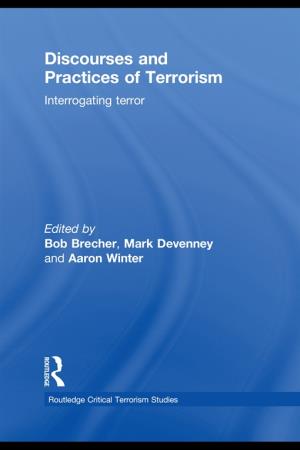 Discourses and
Practices of Terrorism
Interrogating terror
Edited by
Bob Brecher, Mark Devenney
and Aaron Winter
ROUTLEDGE
Routledge Critical Terrorism Studies